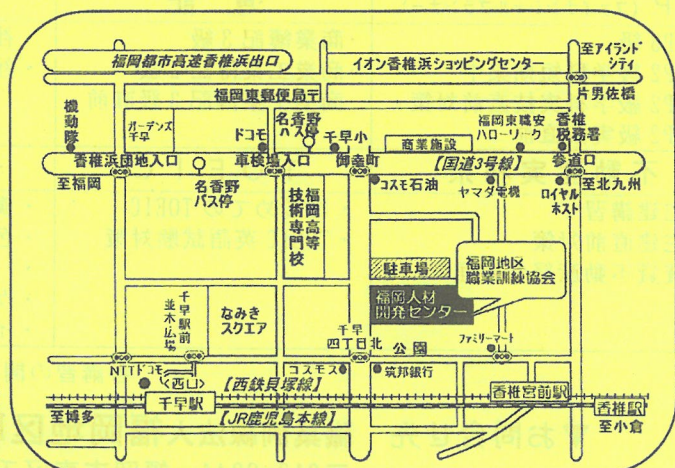 福岡都市高速香椎浜出口
イオン香椎浜ショッピングセンター
至アイランド
シティ
片男佐橋
福岡東郵便局〒
機動隊
ガーデンズ
千早
ドコモ
名香野
バス停
千早小
商業施設
福岡東職安
ハローワーク
香椎
税務署
香椎浜団地入口
車検場入口
御幸町
【国道3号線】
参道口
至福岡
名香野
バス停
コスモ石油
ヤマダ電機
ロイヤル
ホスト
至北九州
福岡高等
技術専門校
駐車場
福岡地区
職業訓練協会
福岡人材
開発センター
千早駅前
並木広場
なみき
スクエア
千早
四丁目北
公園
ファミリーマート
NTTドコモ
<西口>
【西鉄貝塚線】
コスモス
筑邦銀行
香椎宮前駅
千早駅
香椎駅
至博多
【JR鹿児島本線】
至小倉